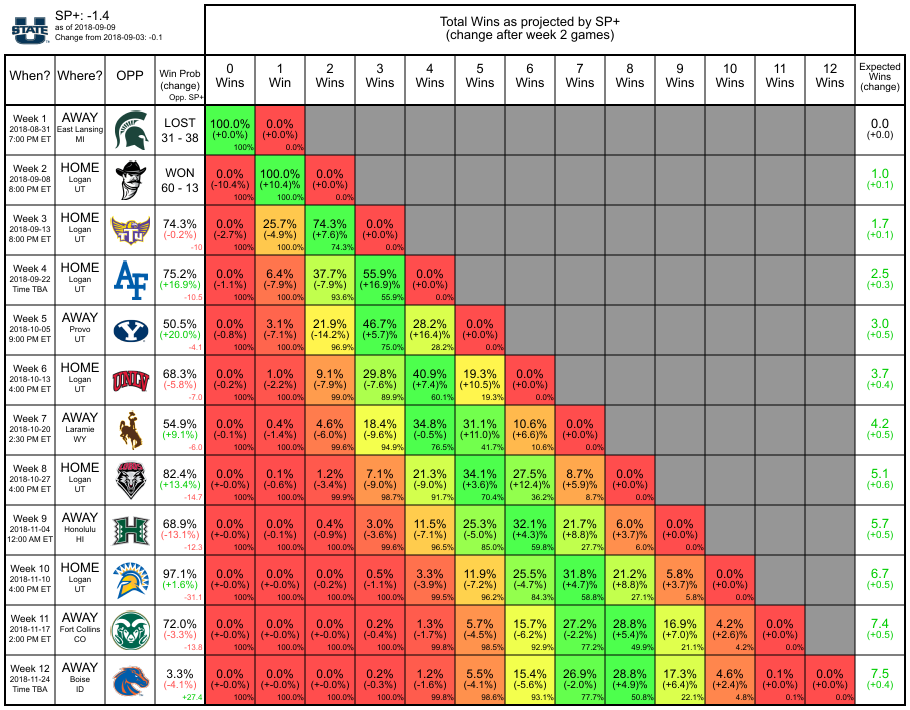 SP+: -1.4
as of 2018-09-09
Change from 2018-09-03: -0.1
U STATE
Total Wins as projected by SP+
(change after week 2 games)
When? Where? OPP Win Prob (change) Opp. SP+ 0 Wins 1 Win 2 Wins 3 Wins 4 Wins 5 Wins 6 Wins 7 Wins 8 Wins 9 Wins 10 Wins 11 Wins 12 Wins Expected Wins (change)
Week 1 AWAY LOST 100.0% 0.0% 0.0
2018-08-31 East Lansing 31 - 38 (+0.0%) (+0.0%) (+0.0)
7:00 PM ET MI 100% 0.0%
Week 2 HOME WON 0.0% 100.0% 0.0% 1.0
2018-09-08 Logan 60 - 13 (-10.4%) (+10.4)% (+0.0%) (+0.1)
8:00 PM ET UT 100% 100.0% 0.0%
Week 3 HOME TTU 74.3% 0.0% 25.7% 74.3% 0.0% 1.7
2018-09-13 Logan (-0.2%) (-2.7%) (-4.9%) (+7.6)% (+0.0%) (+0.1)
8:00 PM ET UT -10 100% 100.0% 74.3% 0.0%
Week 4 HOME AF 75.2% 0.0% 6.4% 37.7% 55.9% 0.0% 2.5
2018-09-22 Logan (+16.9%) (-1.1%) (-7.9%) (-7.9%) (+16.9)% (+0.0%) (+0.3)
Time TBA UT -10.5 100% 100.0% 93.6% 55.9% 0.0%
Week 5 AWAY Y 50.5% 0.0% 3.1% 21.9% 46.7% 28.2% 0.0% 3.0
2018-10-05 Provo (+20.0%) (-0.8%) (-7.1%) (-14.2%) (+5.7)% (+16.4%) (+0.0%) (+0.5)
9:00 PM ET UT -4.1 100% 100.0% 96.9% 75.0% 28.2% 0.0%
Week 6 HOME UNLV 68.3% 0.0% 1.0% 9.1% 29.8% 40.9% 19.3% 0.0% 3.7
2018-10-13 Logan (-5.8%) (-0.2%) (-2.2%) (-7.9%) (-7.6%) (+7.4)% (+10.5)% (+0.0%) (+0.4)
4:00 PM ET UT -7.0 100% 100.0% 99.0% 89.9% 60.1% 19.3% 0.0%
Week 7 AWAY 54.9% 0.0% 0.4% 4.6% 18.4% 34.8% 31.1% 10.6% 0.0% 4.2
2018-10-20 Laramie (+9.1%) (-0.1%) (-1.4%) (-6.0%) (-9.6%) (-0.5)% (+11.0)% (+6.6)% (+0.0%) (+0.5)
2:30 PM ET WY -6.0 100% 100.0% 99.6% 94.9% 76.5% 41.7% 10.6% 0.0%
Week 8 HOME 82.4% 0.0% 0.1% 1.2% 7.1% 21.3% 34.1% 27.5% 8.7% 0.0% 5.1
2018-10-27 Logan (+13.4%) (+-0.0%) (-0.6%) (-3.4%) (-9.0%) (-9.0%) (+3.6)% (+12.4)% (+5.9)% (+0.0%) (+0.6)
4:00 PM ET UT -14.7 100% 100.0% 99.9% 98.7% 91.7% 70.4% 36.2% 8.7% 0.0%
Week 9 AWAY H 68.9% 0.0% 0.0% 0.4% 3.0% 11.5% 25.3% 32.1% 21.7% 6.0% 0.0% 5.7
2018-11-04 Honolulu (-13.1%) (+-0.0%) (-0.1%) (-0.9%) (-3.6%) (-7.1%) (-5.0%) (+4.3)% (+8.8)% (+3.7)% (+0.0%) (+0.5)
12:00 AM ET HI -12.3 100% 100.0% 100.0% 99.6% 96.5% 85.0% 59.8% 27.7% 6.0% 0.0%
Week 10 HOME 97.1% 0.0% 0.0% 0.0% 0.5% 3.3% 11.9% 25.5% 31.8% 21.2% 5.8% 0.0% 6.7
2018-11-10 Logan (+1.6%) (+-0.0%) (+-0.0%) (-0.2%) (-1.1%) (-3.9%) (-7.2%) (-4.7%) (+4.7)% (+8.8)% (+3.7)% (+0.0%) (+0.5)
4:00 PM ET UT -31.1 100% 100.0% 100.0% 100.0% 99.5% 96.2% 84.3% 58.8% 27.1% 5.8% 0.0%
Week 11 AWAY 72.0% 0.0% 0.0% 0.0% 0.2% 1.3% 5.7% 15.7% 27.2% 28.8% 16.9% 4.2% 0.0% 7.4
2018-11-17 Fort Collins (-3.3%) (+-0.0%) (+-0.0%) (+-0.0%) (-0.4%) (-1.7%) (-4.5%) (-6.2%) (-2.2%) (+5.4%) (+7.0)% (+2.6)% (+0.0%) (+0.5)
2:00 PM ET CO -13.8 100% 100.0% 100.0% 100.0% 99.8% 98.5% 92.9% 77.2% 49.9% 21.1% 4.2% 0.0%
Week 12 AWAY 3.3% 0.0% 0.0% 0.0% 0.2% 1.2% 5.5% 15.4% 26.9% 28.8% 17.3% 4.6% 0.1% 0.0% 7.5
2018-11-24 Boise (-4.1%) (+-0.0%) (+-0.0%) (+-0.0%) (-0.3%) (-1.6%) (-4.1%) (-5.6%) (-2.0%) (+4.9%) (+6.4)% (+2.4)% (+0.0%) (+0.0%) (+0.4)
Time TBA ID +27.4 100% 100.0% 100.0% 100.0% 99.8% 98.6% 93.1% 77.7% 50.8% 22.1% 4.8% 0.1% 0.0%